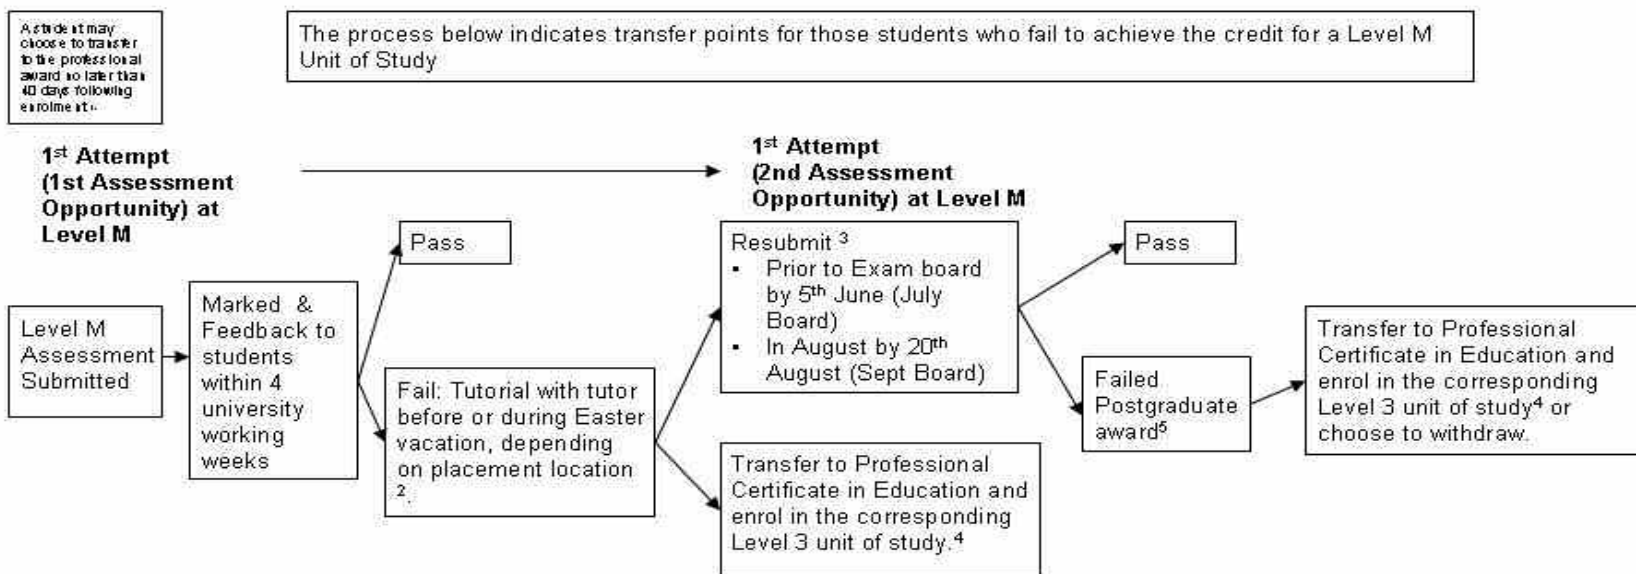 A student may
choose to transfer
to the professional
award no later than
40 days following
enrolment
The process below indicates transfer points for those students who fail to achieve the credit for a Level M
Unit of Study
1st Attempt
(1st Assessment
Opportunity) at
Level M
1st Attempt
(2nd Assessment
Opportunity) at Level M
Level M
Assessment
Submitted
Marked & 
Feedback to
students
within 4
university
working
weeks
Pass
Fail: Tutorial with tutor
before or during Easter
vacation, depending
on placement location
2.
Resubmit 3
▪ Prior to Exam board
by 5th June (July
Board)
▪ In August by 20th
August (Sept Board)
Transfer to Professional
Certificate in Education and
enrol in the corresponding
Level 3 unit of study.4
Pass
Failed
Postgraduate
award5
Transfer to Professional
Certificate in Education and
enrol in the corresponding
Level 3 unit of study4 or
choose to withdraw.